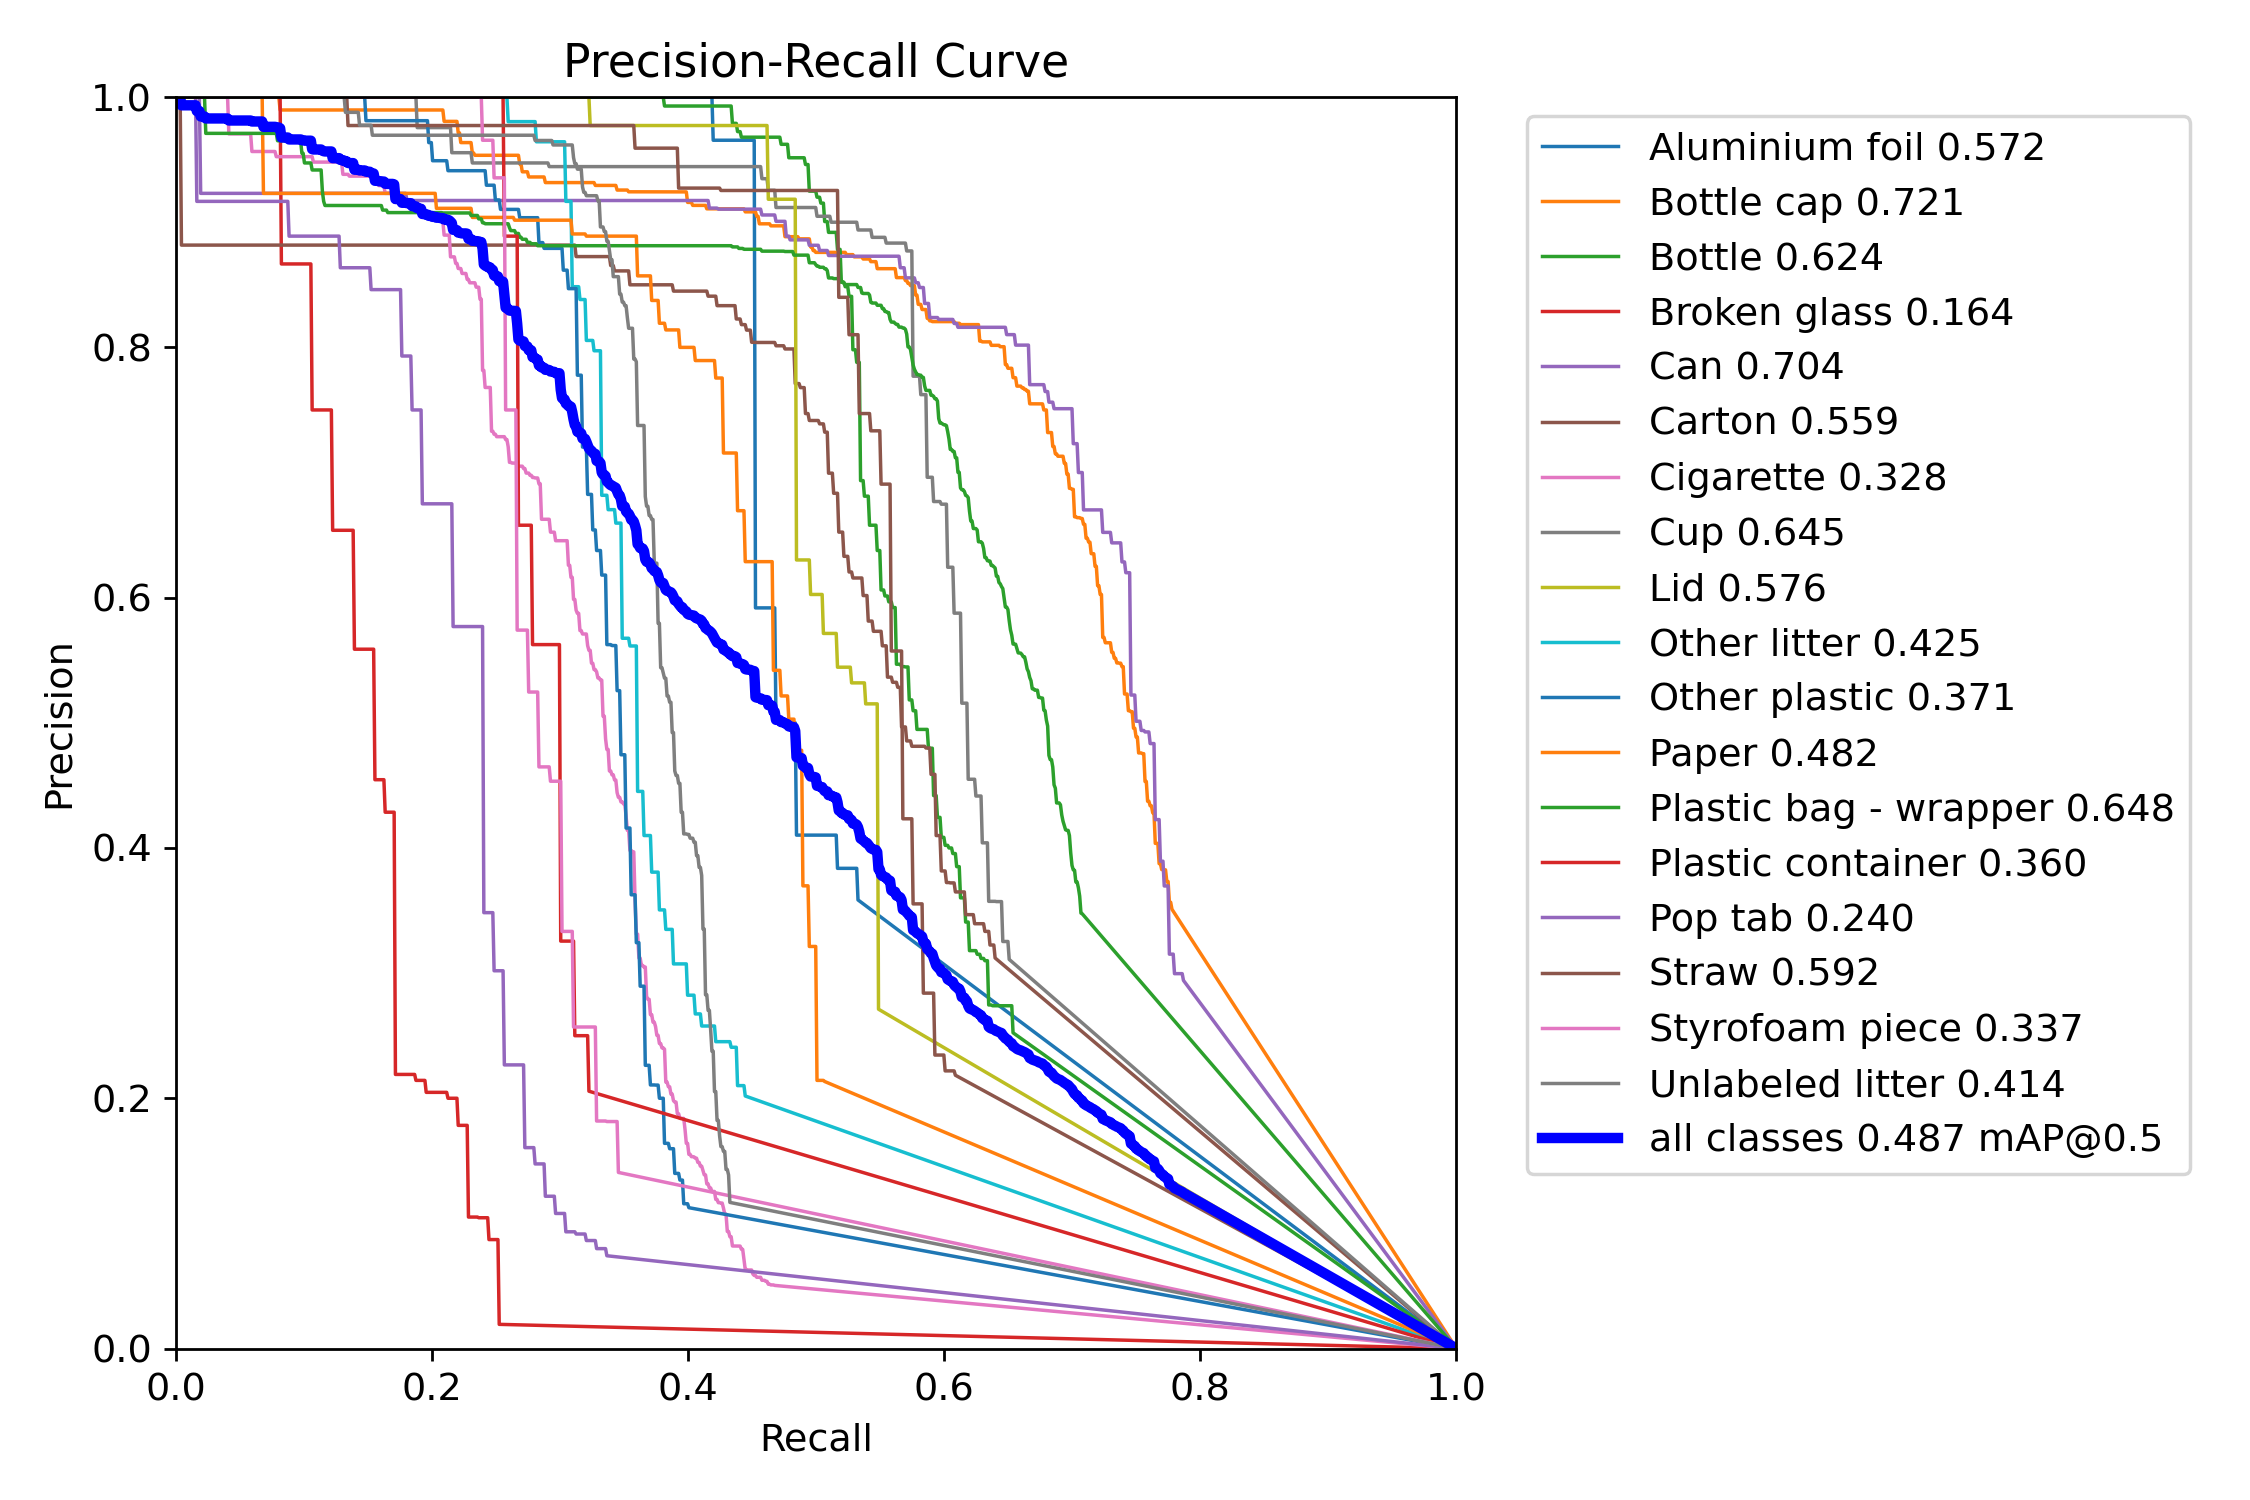 Precision-Recall Curve
1.0
0.8
0.6
0.4
0.2
0.0
Precision
0.0 0.2 0.4 0.6 0.8 1.0
Recall
Aluminium foil 0.572
Bottle cap 0.721
Bottle 0.624
Broken glass 0.164
Can 0.704
Carton 0.559
Cigarette 0.328
Cup 0.645
Lid 0.576
Other litter 0.425
Other plastic 0.371
Paper 0.482
Plastic bag - wrapper 0.648
Plastic container 0.360
Pop tab 0.240
Straw 0.592
Styrofoam piece 0.337
Unlabeled litter 0.414
all classes 0.487 mAP@0.5